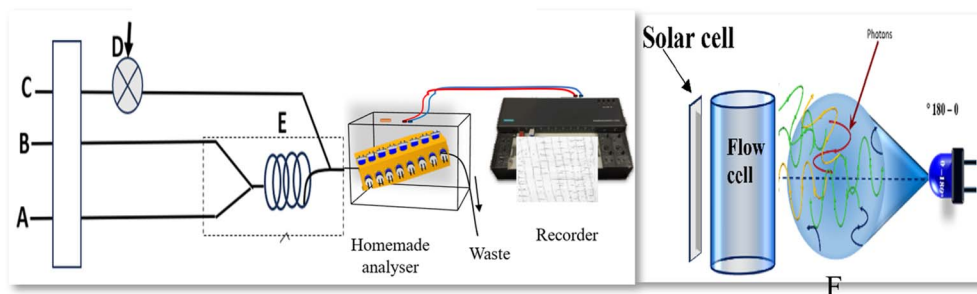 D
C
E
B
A
Homemade
analyser
Waste
Recorder
Solar cell
Photons
° 180 – 0
Flow
cell
F